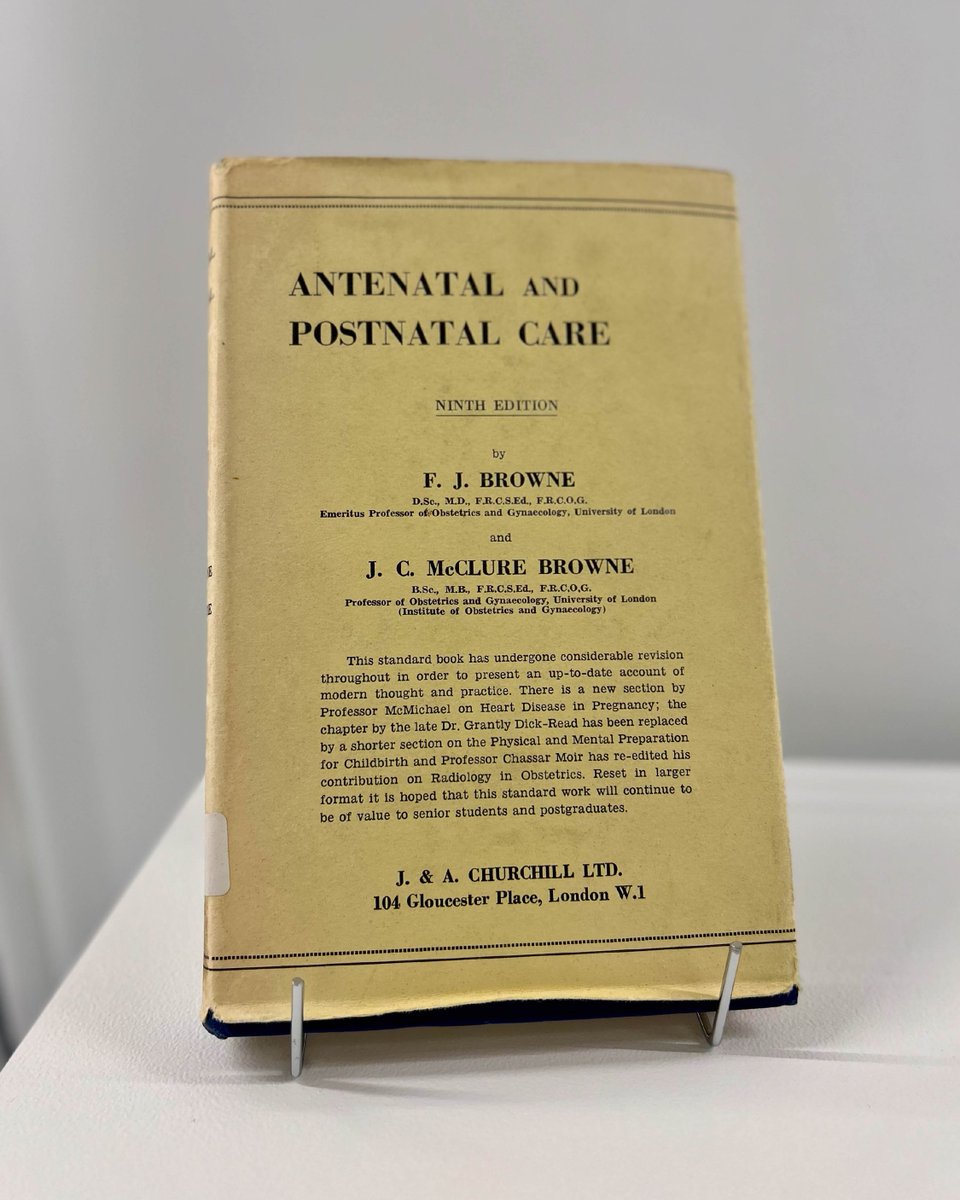 ANTENATAL AND
POSTNATAL CARE
NINTH EDITION
by
F. J. BROWNE
D.Sc., M.D., F.R.C.S.Ed., F.R.C.O.G.
Emeritus Professor of Obstetrics and Gynaecology, University of London
and
J. C. McCLURE BROWNE
B.Sc., M.B., F.R.C.S.Ed., F.R.C.O.G.
Professor of Obstetrics and Gynaecology, University of London
(Institute of Obstetrics and Gynaecology)
This standard book has undergone considerable revision
throughout in order to present an up-to-date account of
modern thought and practice. There is a new section by
Professor McMichael on Heart Disease in Pregnancy; the
chapter by the late Dr. Grantly Dick-Read has been replaced
by a shorter section on the Physical and Mental Preparation
for Childbirth and Professor Chassar Moir has re-edited his
contribution on Radiology in Obstetrics. Reset in larger
format it is hoped that this standard work will continue to
be of value to senior students and postgraduates.
J. & A. CHURCHILL LTD.
104 Gloucester Place, London W.1